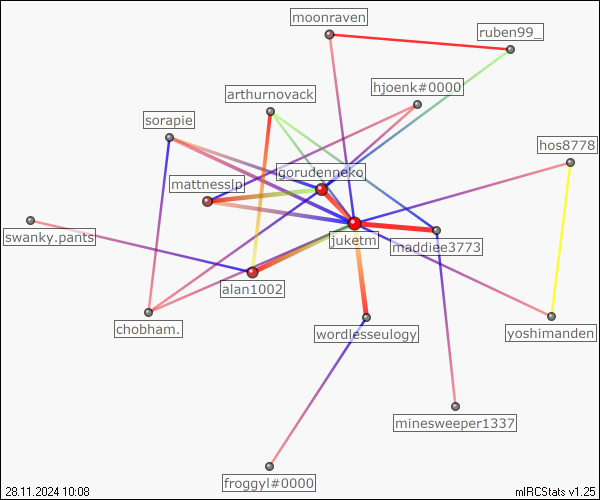 moonraven
ruben99_
hjoenk#0000
arthurnovack
sorapie
hos8778
gorudenneko
mattnesslp
swanky.pants
juketm
maddiee3773
alan1002
chobham.
wordlesseulogy
yoshimanden
minesweeper1337
froggyl#0000
28.11.2024 10:08
mIRCStats v1.25